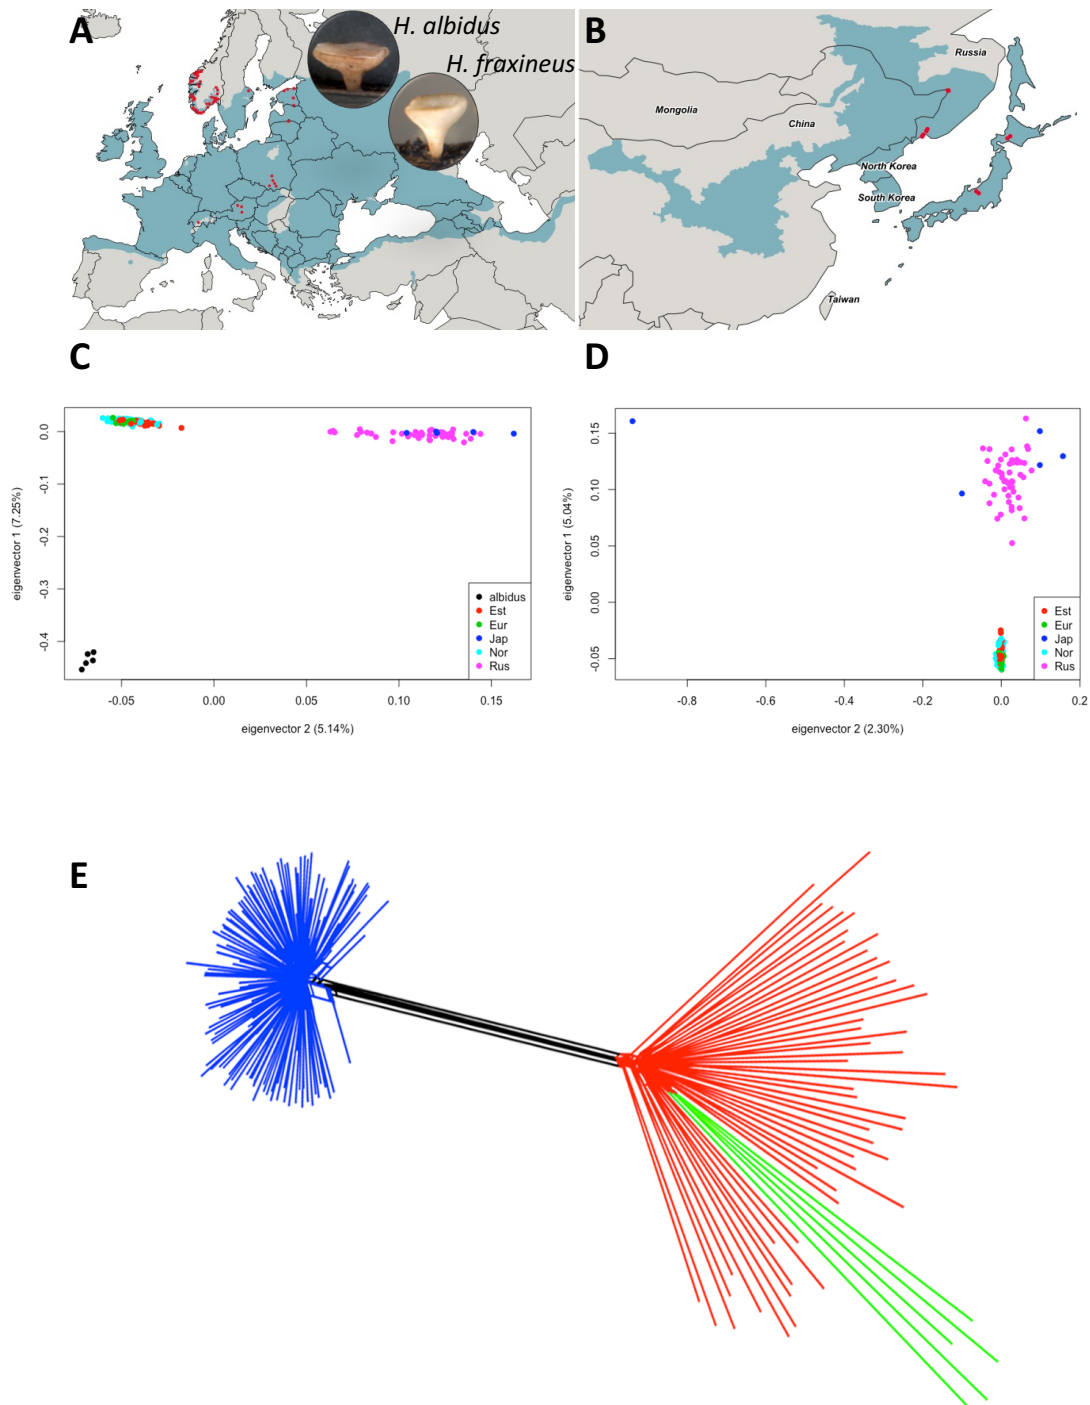 A
H. albidus
H. fraxineus
B
Russia
Mongolia
China
North Korea
South Korea
Taiwan
C
0.0
-0.1
-0.2
-0.3
-0.4
eigenvector 1 (7.25%)
albidus
Est
Eur
Jap
Nor
Rus
-0.05
0.00
0.05
0.10
0.15
eigenvector 2 (5.14%)
D
0.15
0.10
0.05
0.00
-0.05
eigenvector 1 (5.04%)
Est
Eur
Jap
Nor
Rus
-0.8
-0.6
-0.4
-0.2
0.0
0.2
eigenvector 2 (2.30%)
E